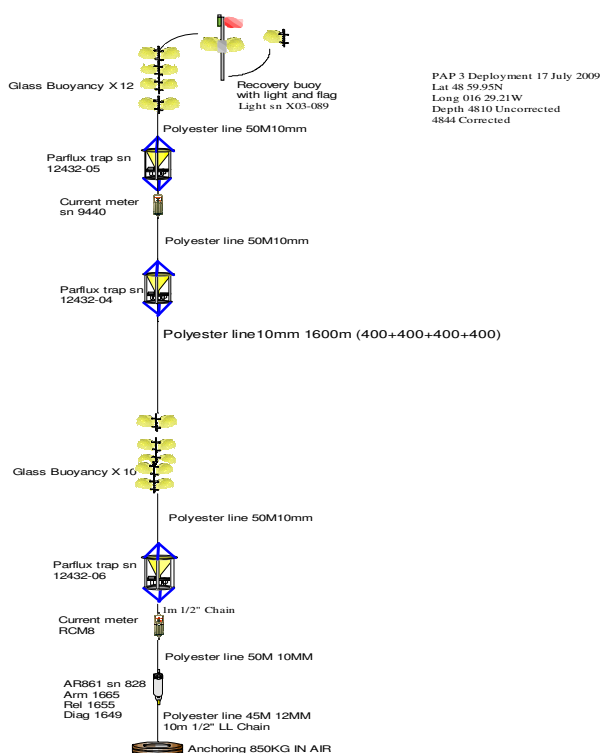 Glass Buoyancy X 12
Recovery buoy
with light and flag
Light sn X03-089
PAP 3 Deployment 17 July 2009
Lat 48 59.95N
Long 016 29.21W
Depth 4810 Uncorrected
4844 Corrected
Polyester line 50M10mm
Parflux trap sn
12432-05
Current meter
sn 9440
Polyester line 50M10mm
Parflux trap sn
12432-04
Polyester line10mm 1600m (400+400+400+400)
Glass Buoyancy X 10
Polyester line 50M10mm
Parflux trap sn
12432-06
1m 1/2" Chain
Current meter
RCM8
Polyester line 50M 10MM
AR861 sn 828
Arm 1665
Rel 1655
Diag 1649
Polyester line 45M 12MM
10m 1/2" LL Chain
Anchoring 850KG IN AIR